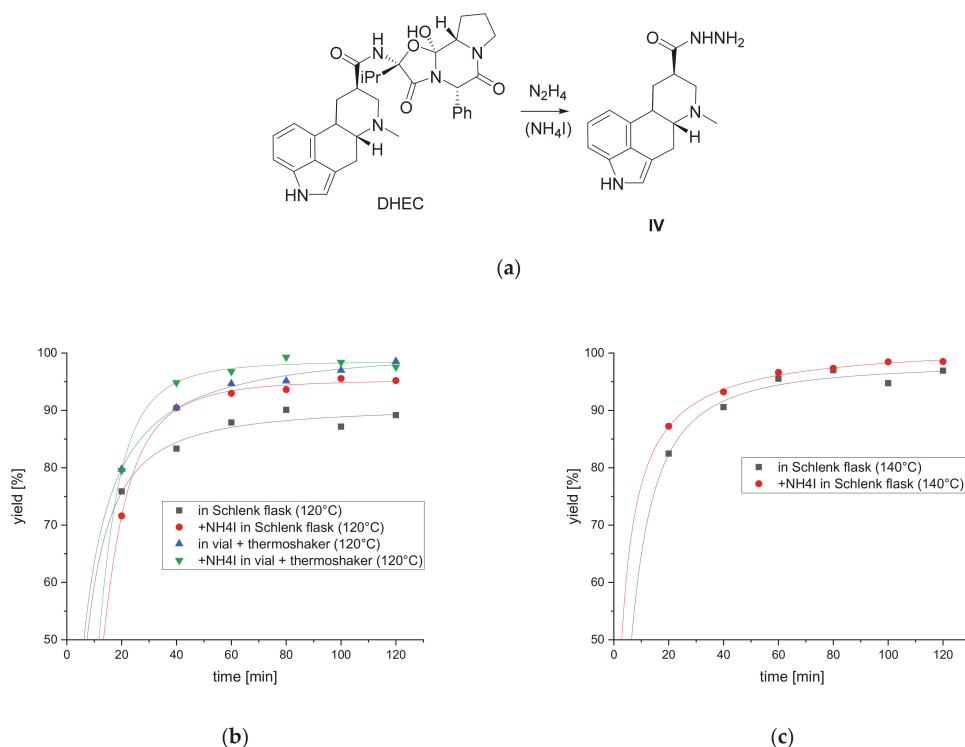 O
H
N
iPr
O
HO
H
N
N
O
O
Ph
N
H
HN
DHEC
N2H4
(NH4I)
O
NHNH2
N
H
HN
IV
(a)
yield [%]
100
90
80
70
60
50
0 20 40 60 80 100 120
time [min]
in Schlenk flask (120°C)
+NH4I in Schlenk flask (120°C)
in vial + thermoshaker (120°C)
+NH4I in vial + thermoshaker (120°C)
(b)
yield [%]
100
90
80
70
60
50
0 20 40 60 80 100 120
time [min]
in Schlenk flask (140°C)
+NH4I in Schlenk flask (140°C)
(c)